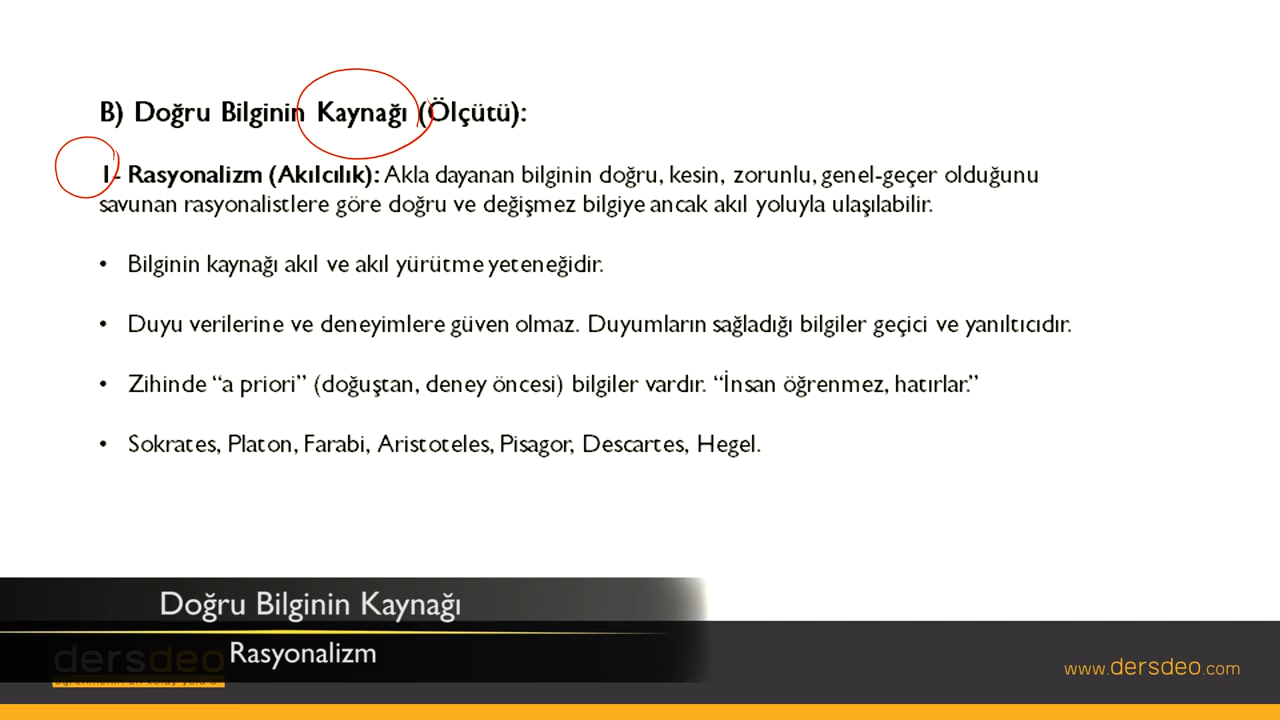 B) Doğru Bilginin Kaynağı (Ölçütü):
1- Rasyonalizm (Akılcılık): Akla dayanan bilginin doğru, kesin, zorunlu, genel-geçer olduğunu
savunan rasyonalistlere göre doğru ve değişmez bilgiye ancak akıl yoluyla ulaşılabilir.
• Bilginin kaynağı akıl ve akıl yürütme yeteneğidir.
• Duyu verilerine ve deneyimlere güven olmaz. Duyumların sağladığı bilgiler geçici ve yanıltıcıdır.
• Zihinde “a priori” (doğuştan, deney öncesi) bilgiler vardır. “İnsan öğrenmez, hatırlar.”
• Sokrates, Platon, Farabi, Aristoteles, Pisagor, Descartes, Hegel.
Doğru Bilginin Kaynağı
Rasyonalizm
dersdeo
www.dersdeo.com